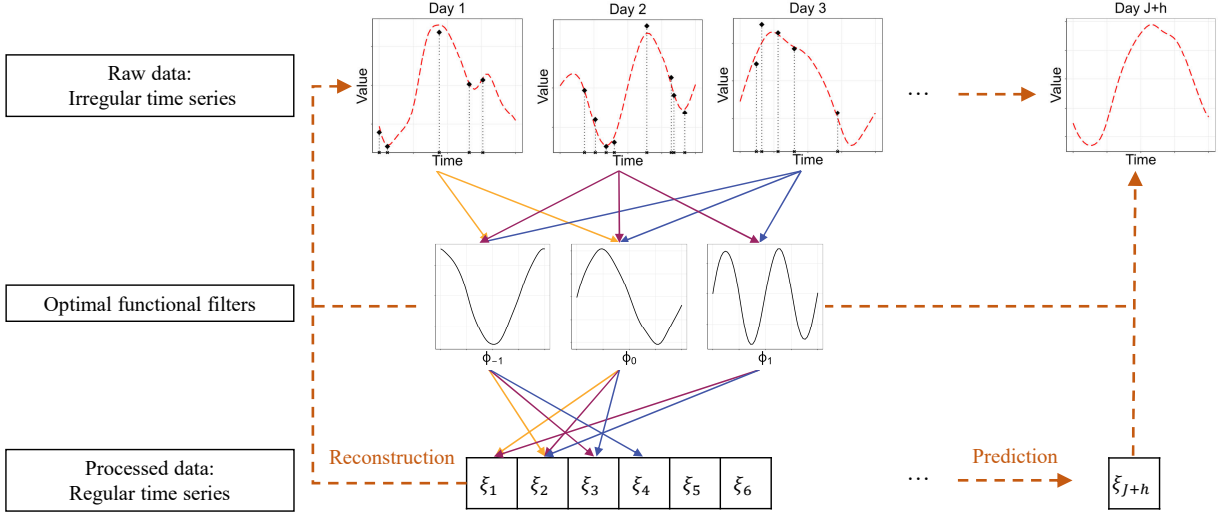 Day 1
Day 2
Day 3
Day J+h
Raw data:
Irregular time series
Value
Value
Value
...
Value
Time
Time
Time
Time
Optimal functional filters
ϕ₋₁
ϕ₀
ϕ₁
Processed data:
Regular time series
Reconstruction
ξ₁ ξ₂ ξ₃ ξ₄ ξ₅ ξ₆
...
Prediction
ξ_{J+h}